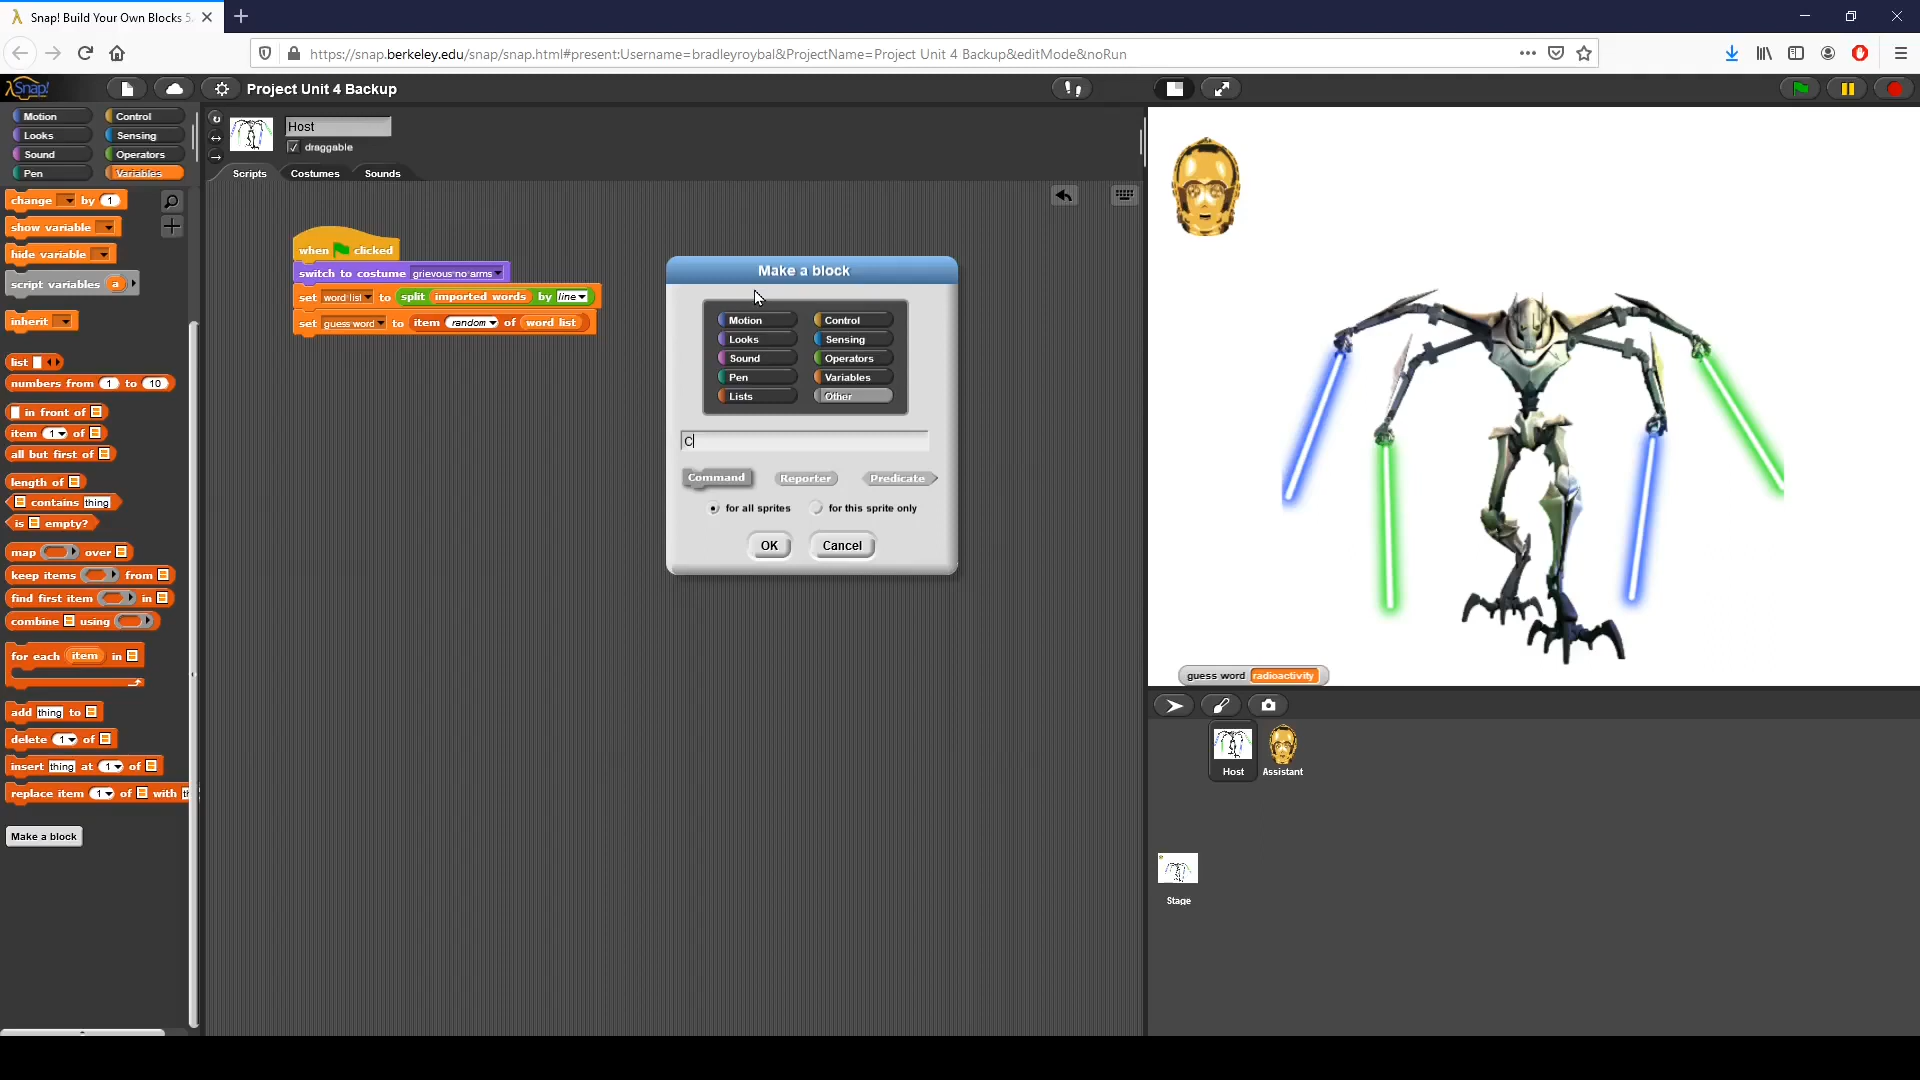 Snap! Build Your Own Blocks 5.
https://snap.berkeley.edu/snap/snap.html#present:Username=bradleyroybal&ProjectName=Project Unit 4 Backup&editMode&noRun
Snap!
Project Unit 4 Backup
Motion Control
Looks Sensing
Sound Operators
Pen Variables
Host
draggable
Scripts Costumes Sounds
change by 1
show variable
hide variable
script variables a
inherit
list
numbers from 1 to 10
in front of
item 1 of
all but first of
length of
contains thing
is empty?
map over
keep items from
find first item in
combine using
for each item in
add thing to
delete 1 of
insert thing at 1 of
replace item 1 of with th
Make a block
when clicked
switch to costume grievous no arms
set word list to split imported words by line
set guess word to item random of word list
Make a block
Motion Control
Looks Sensing
Sound Operators
Pen Variables
Lists Other
C
Command Reporter Predicate
for all sprites for this sprite only
OK Cancel
guess word radioactivity
Host Assistant
Stage